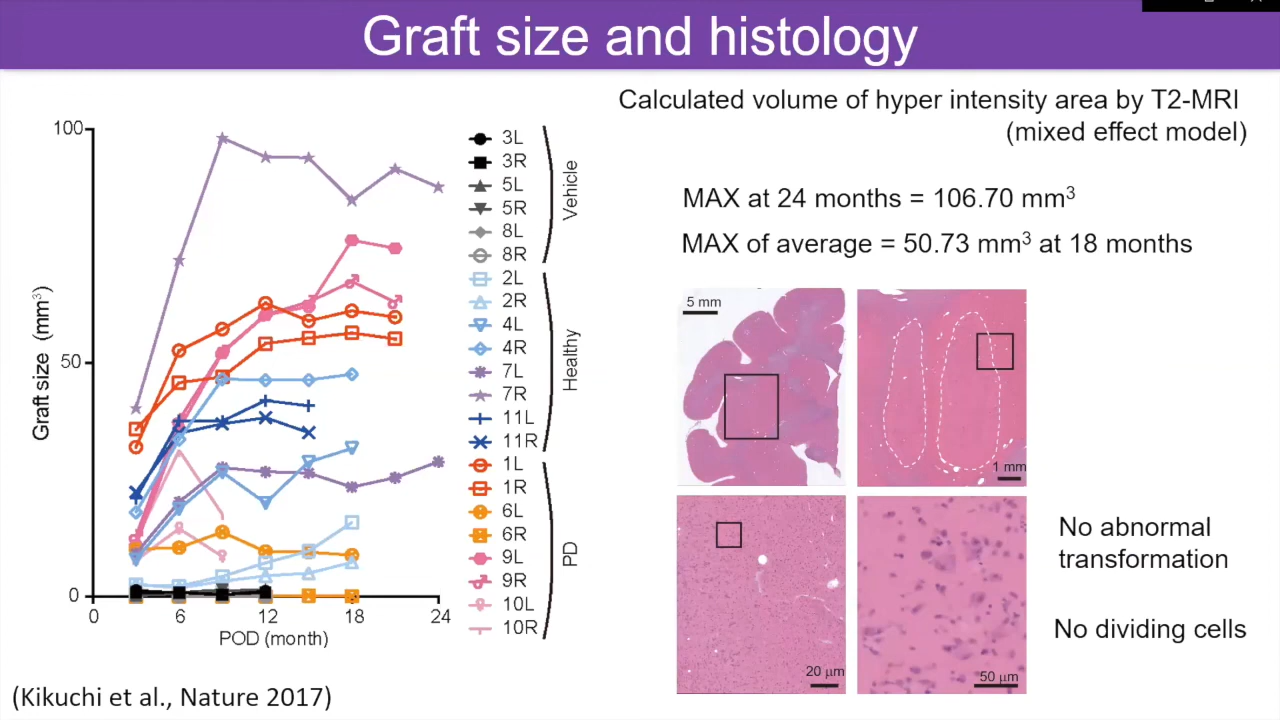 Graft size and histology
Calculated volume of hyper intensity area by T2-MRI
(mixed effect model)
MAX at 24 months = 106.70 mm³
MAX of average = 50.73 mm³ at 18 months
100
50
0
Graft size (mm³)
0
6
12
18
24
POD (month)
3L
3R
5L
5R
8L
8R
Vehicle
2L
2R
4L
4R
7L
7R
11L
11R
Healthy
1L
1R
6L
6R
9L
9R
10L
10R
PD
5 mm
1 mm
20 µm
50 µm
No abnormal
transformation
No dividing cells
(Kikuchi et al., Nature 2017)